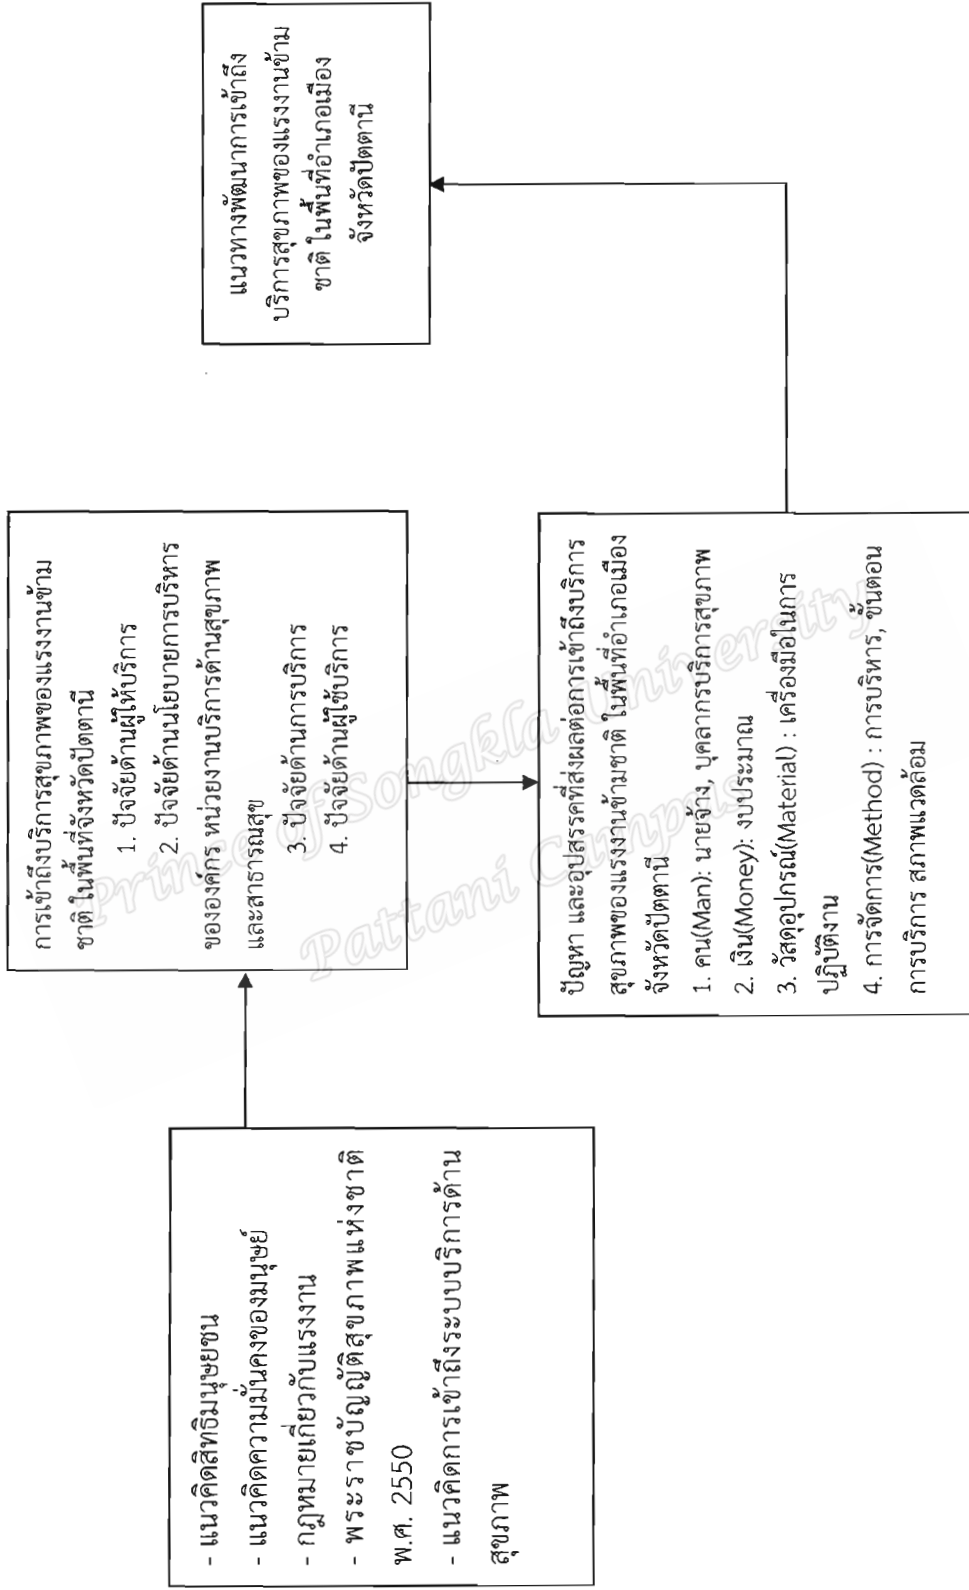 - แนวคิดสิทธิมนุษยชน
- แนวคิดความมั่นคงของมนุษย์
- กฎหมายเกี่ยวกับแรงงาน
- พระราชบัญญัติสุขภาพแห่งชาติ
พ.ศ. 2550
- แนวคิดการเข้าถึงระบบบริการด้าน
สุขภาพ
การเข้าถึงบริการสุขภาพของแรงงานข้าม
ชาติ ในพื้นที่จังหวัดปัตตานี
1. ปัจจัยด้านผู้ให้บริการ
2. ปัจจัยด้านนโยบายการบริหาร
ขององค์กร หน่วยงานบริการด้านสุขภาพ
และสาธารณสุข
3. ปัจจัยด้านการบริการ
4. ปัจจัยด้านผู้ใช้บริการ
ปัญหา และอุปสรรคที่ส่งผลต่อการเข้าถึงบริการ
สุขภาพของแรงงานข้ามชาติ ในพื้นที่อำเภอเมือง
จังหวัดปัตตานี
1. คน(Man): นายจ้าง, บุคลากรบริการสุขภาพ
2. เงิน(Money): งบประมาณ
3. วัสดุอุปกรณ์(Material) : เครื่องมือในการ
ปฏิบัติงาน
4. การจัดการ(Method) : การบริหาร, ขั้นตอน
การบริการ สภาพแวดล้อม
แนวทางพัฒนาการเข้าถึง
บริการสุขภาพของแรงงานข้าม
ชาติ ในพื้นที่อำเภอเมือง
จังหวัดปัตตานี
Prince of Songkla University
Pattani Campus